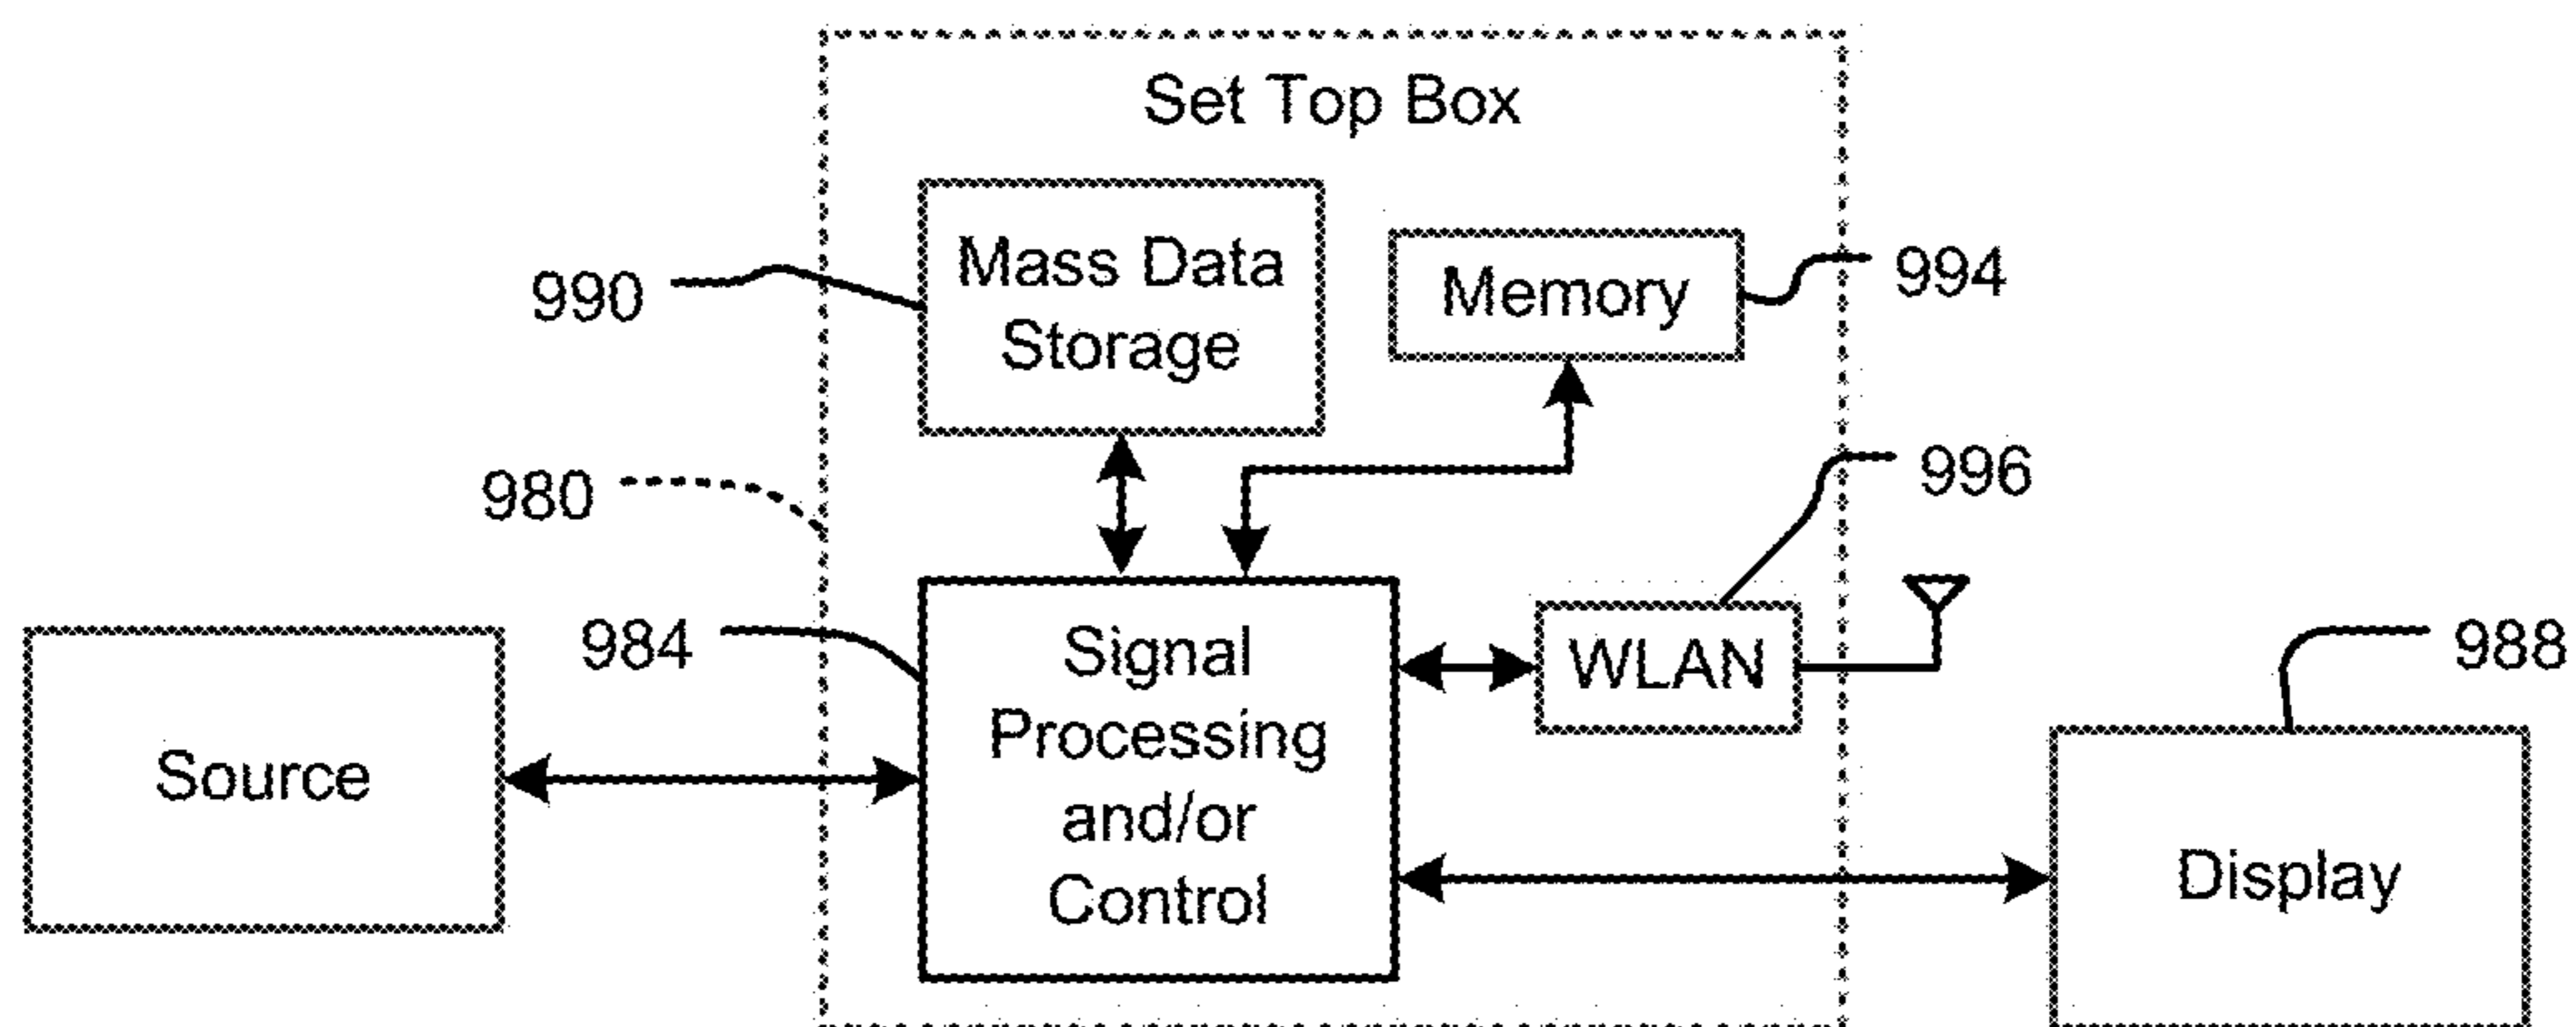 Set Top Box
Mass Data
Storage
990
Memory
994
980
996
984
Signal
Processing
and/or
Control
WLAN
988
Source
Display